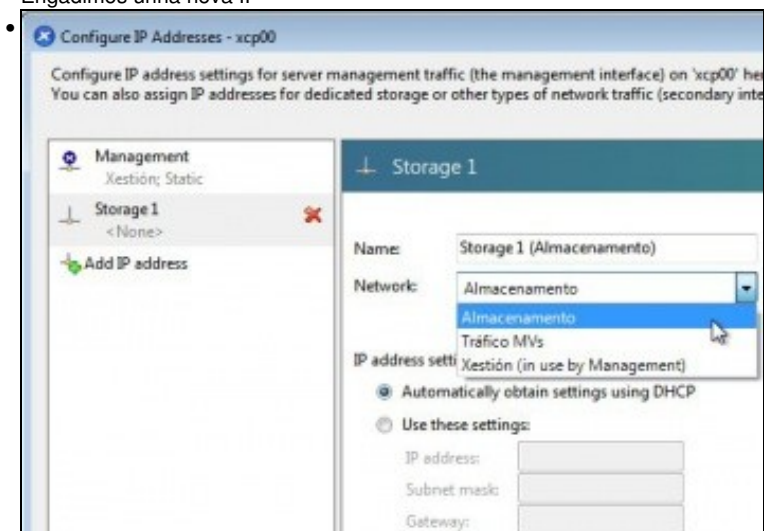 Engadimos unha nova IP
Configure IP Addresses - xcp00
Configure IP address settings for server management traffic (the management interface) on 'xcp00'
You can also assign IP addresses for dedicated storage or other types of network traffic (secondary
Management
Xestión; Static
Storage 1
<None>
Add IP address
Storage 1
Name: Storage 1 (Almacenamento)
Network: Almacenamento
Almacenamento
Tráfico MVs
Xestión (in use by Management)
IP address
Automatically obtain settings using DHCP
Use these settings:
IP address:
Subnet mask:
Gateway: